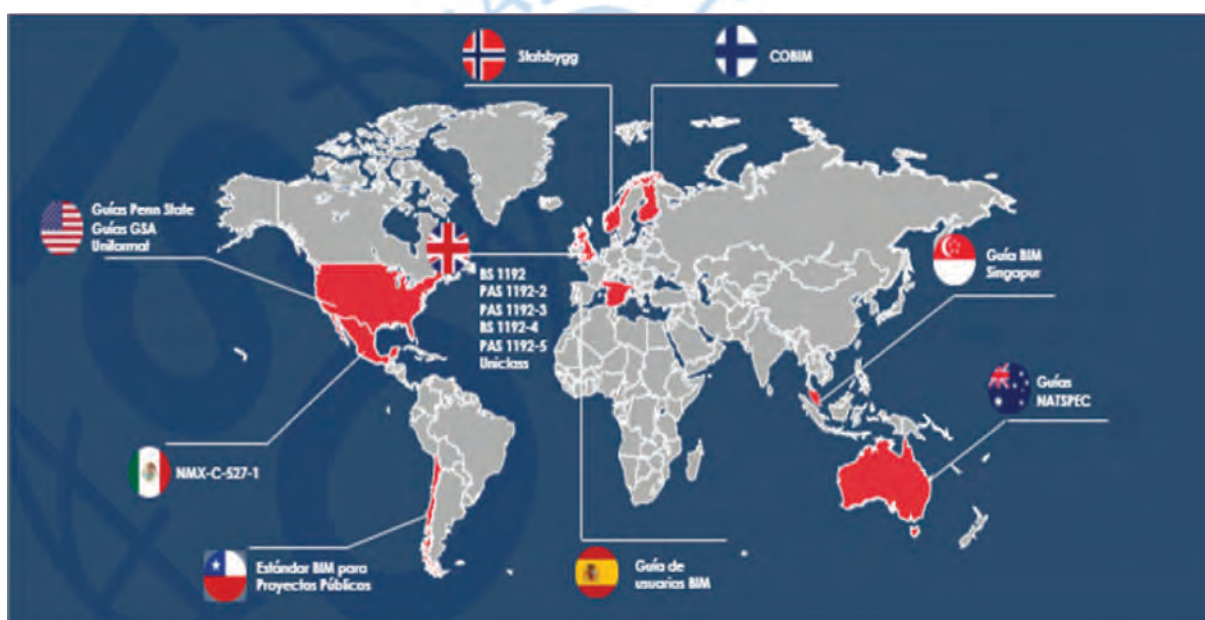 Statsbygg
COBIM
Guías Penn State
Guías GSA
Uniformat
BS 1192
PAS 1192-2
PAS 1192-3
BS 1192-4
PAS 1192-5
Uniclass
Guía BIM
Singapur
Guías
NATSPEC
NMX-C-527-1
Estándar BIM para
Proyectos Públicos
Guía de
usuarios BIM